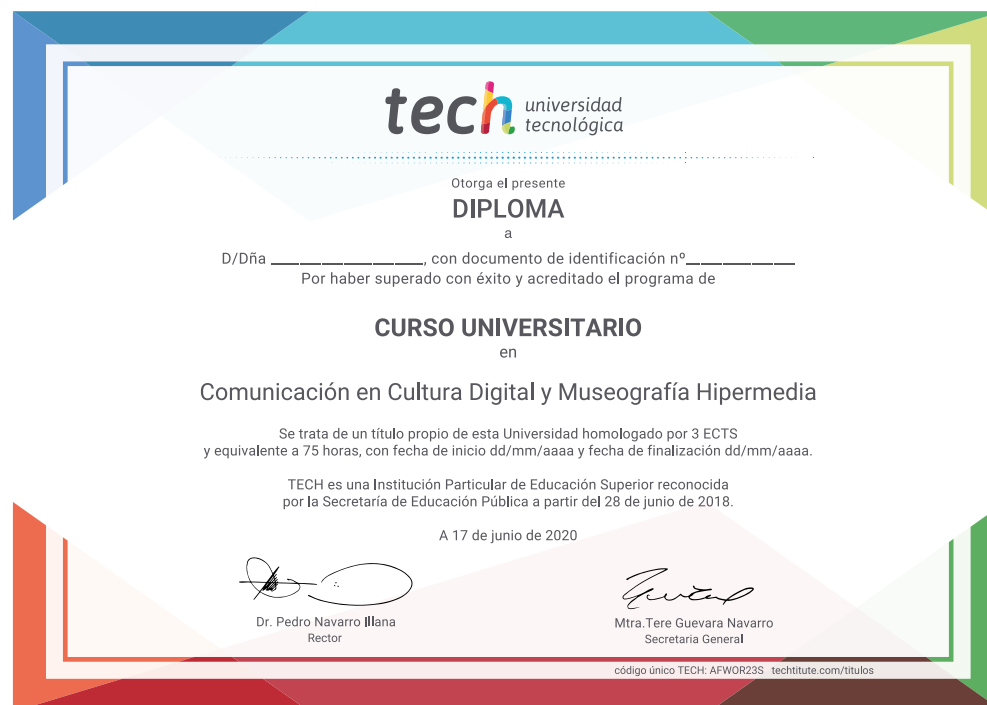 tech universidad
tecnológica
Otorga el presente
DIPLOMA
a
D/Dña __________________, con documento de identificación nº_____________
Por haber superado con éxito y acreditado el programa de
CURSO UNIVERSITARIO
en
Comunicación en Cultura Digital y Museografía Hipermedia
Se trata de un título propio de esta Universidad homologado por 3 ECTS
y equivalente a 75 horas, con fecha de inicio dd/mm/aaaa y fecha de finalización dd/mm/aaaa.
TECH es una Institución Particular de Educación Superior reconocida
por la Secretaría de Educación Pública a partir del 28 de junio de 2018.
A 17 de junio de 2020
Dr. Pedro Navarro Illana
Rector
Mtra.Tere Guevara Navarro
Secretaria General
código único TECH: AFWOR23S techtitute.com/titulos